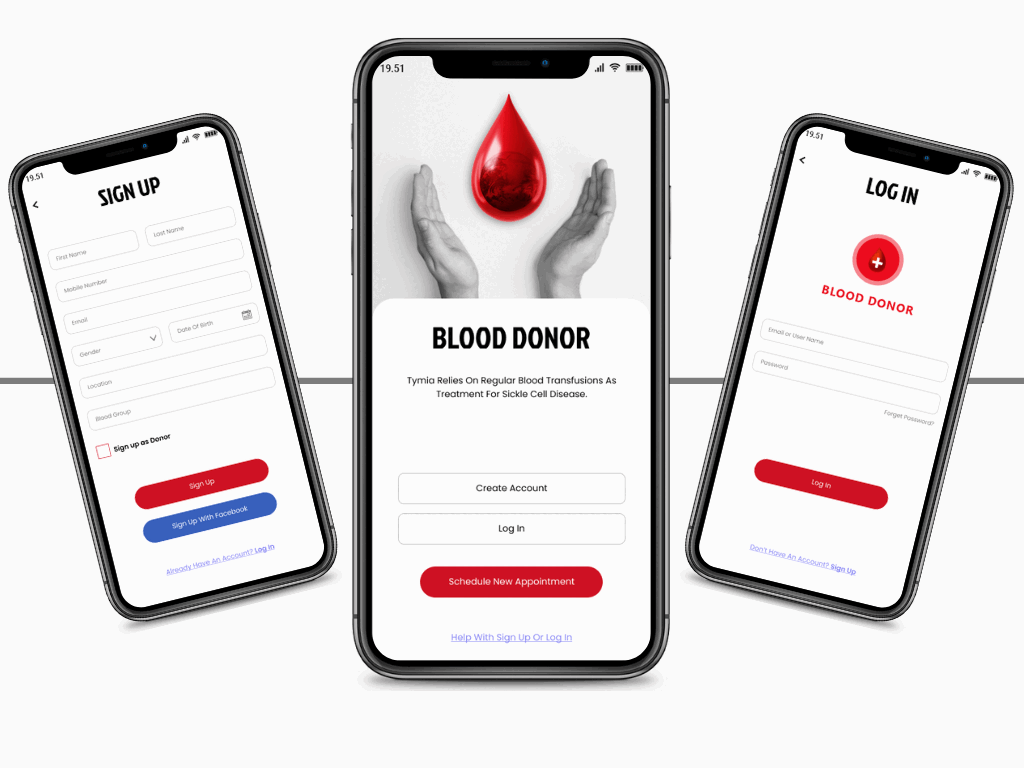 19.51
SIGN UP
First Name
Last Name
Mobile Number
Email
Gender
Date Of Birth
Location
Blood Group
Sign up as Donor
Sign Up
Sign Up With Facebook
Already Have An Account? Log In
19.51
BLOOD DONOR
Tymia Relies On Regular Blood Transfusions As
Treatment For Sickle Cell Disease.
Create Account
Log In
Schedule New Appointment
Help With Sign Up Or Log In
19.51
LOG IN
BLOOD DONOR
Email or User Name
Password
Forget Password?
Log In
Don't Have An Account? Sign Up